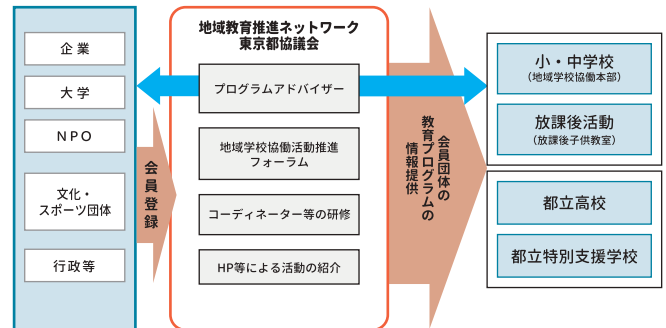 企業
大学
NPO
文化・
スポーツ団体
行政等
会員登録
地域教育推進ネットワーク
東京都協議会
プログラムアドバイザー
地域学校協働活動推進
フォーラム
コーディネーター等の研修
HP等による活動の紹介
会員団体の
教育プログラムの
情報提供
小・中学校
（地域学校協働本部）
放課後活動
（放課後子供教室）
都立高校
都立特別支援学校